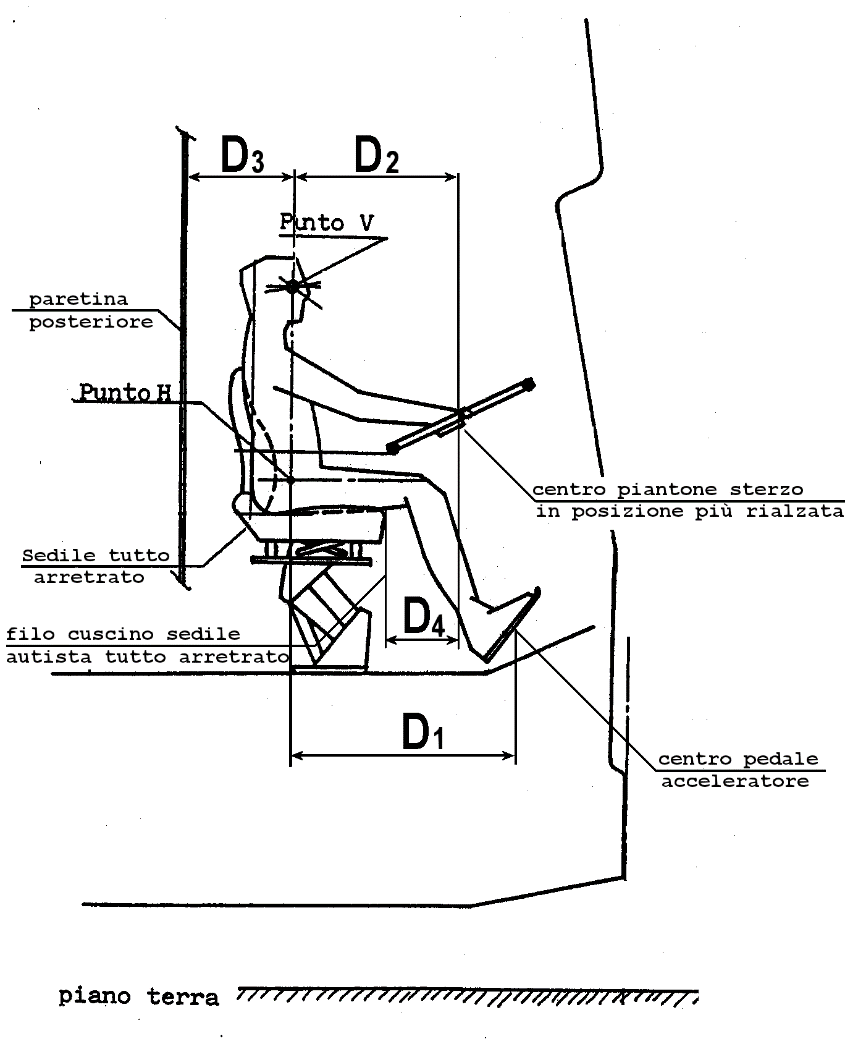 D3
D2
Punto V
paretina
posteriore
Punto H
centro piantone sterzo
in posizione più rialzata
Sedile tutto
arretrato
D4
filo cuscino sedile
autista tutto arretrato
D1
centro pedale
acceleratore
piano terra